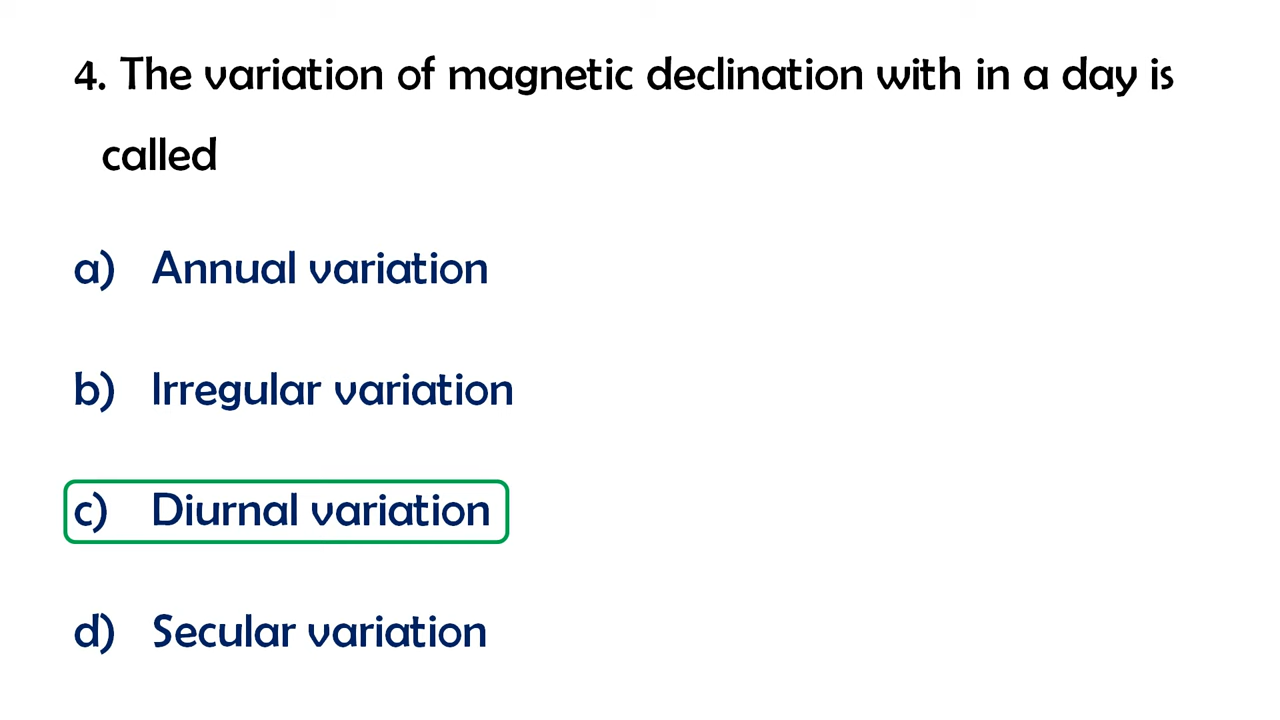 4. The variation of magnetic declination with in a day is
called
a) Annual variation
b) Irregular variation
c) Diurnal variation
d) Secular variation